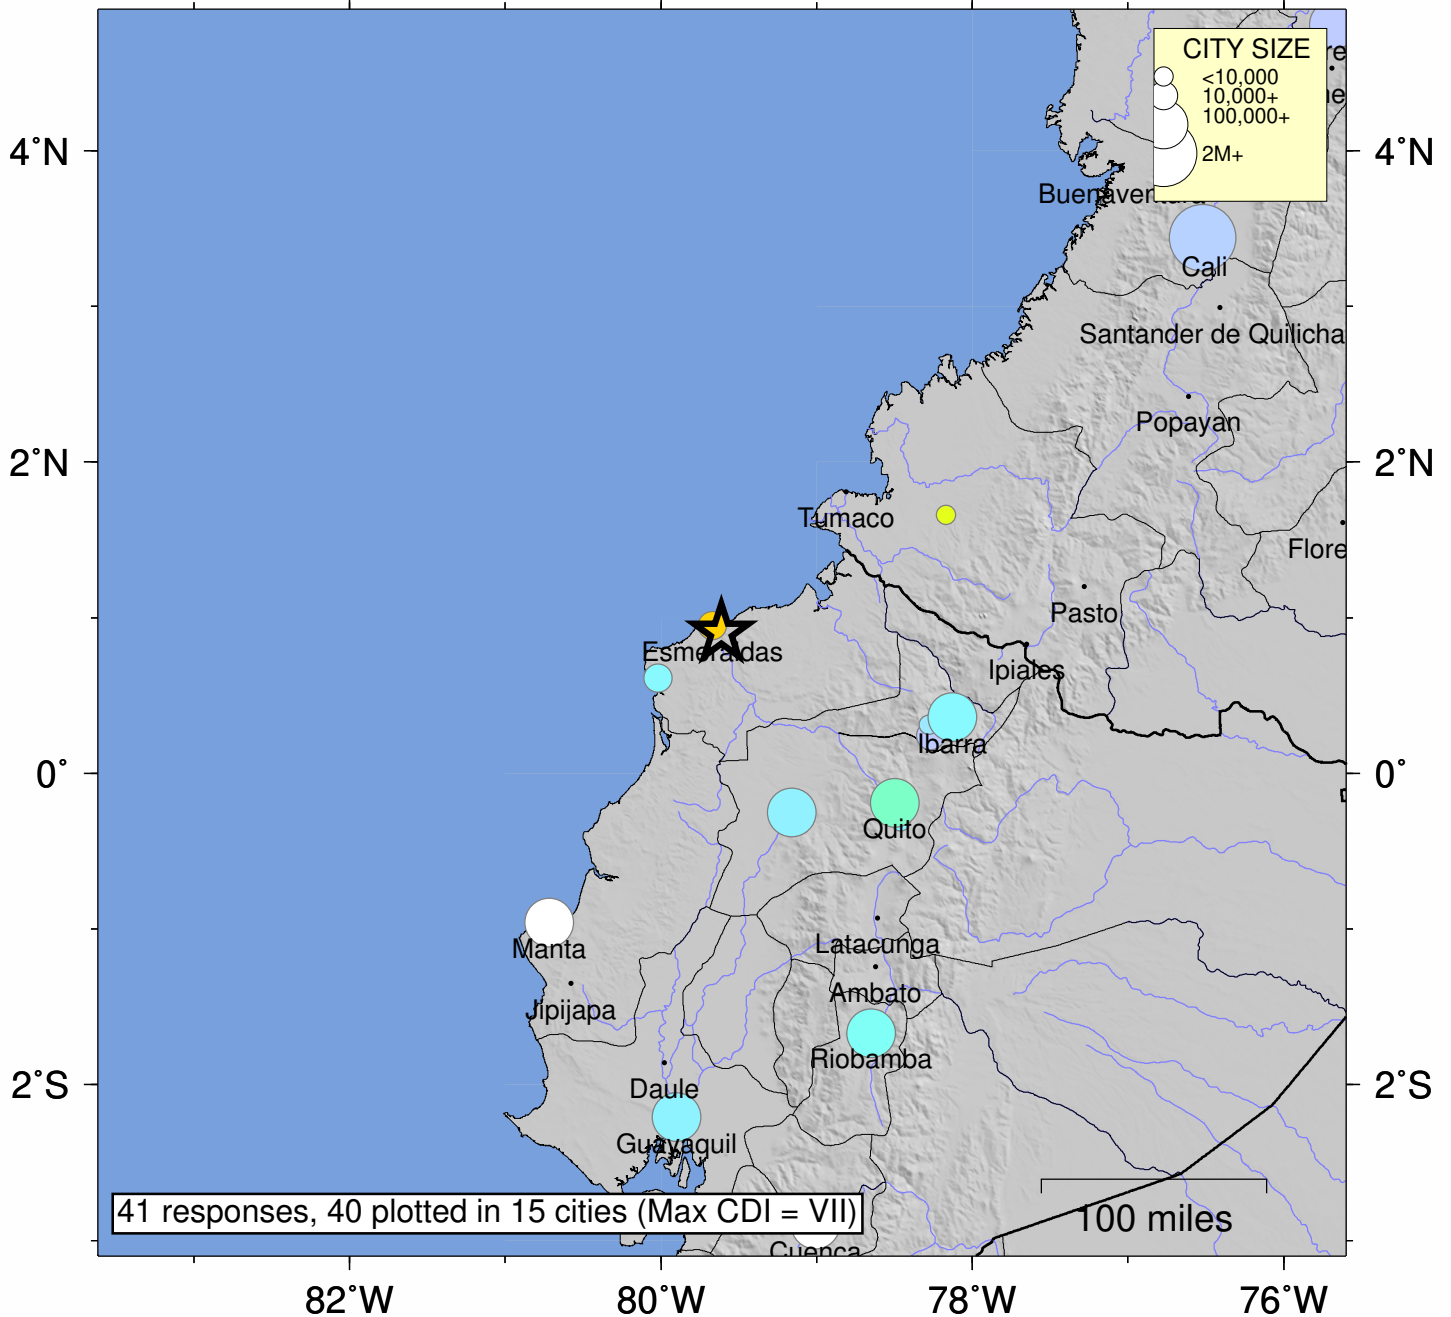 CITY SIZE
<10,000
10,000+
100,000+
2M+
4°N
4°N
Buenaventura
Cali
Santander de Quilicha
Popayan
2°N
2°N
Tumaco
Flore
Pasto
Esmeraldas
Ipiales
Ibarra
0°
0°
Quito
Latacunga
Manta
Ambato
Jipijapa
Riobamba
2°S
2°S
Daule
Guayaquil
41 responses, 40 plotted in 15 cities (Max CDI = VII)
100 miles
Cuenca
82°W
80°W
78°W
76°W